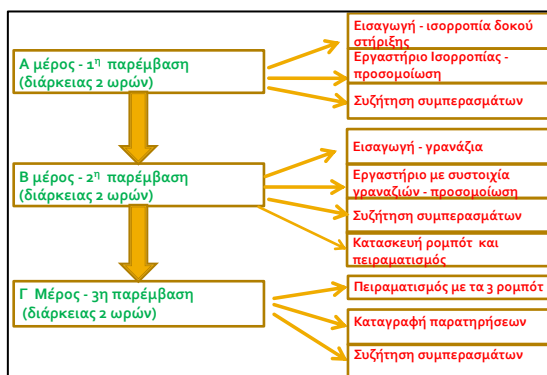 Α μέρος - 1η παρέμβαση
(διάρκειας 2 ωρών)
Εισαγωγή - ισορροπία δοκού
στήριξης
Εργαστήριο Ισορροπίας -
προσομοίωση
Συζήτηση συμπερασμάτων
Β μέρος - 2η παρέμβαση
(διάρκειας 2 ωρών)
Εισαγωγή - γρανάζια
Εργαστήριο με συστοιχία
γραναζιών - προσομοίωση
Συζήτηση συμπερασμάτων
Κατασκευή ρομπότ και
πειραματισμός
Γ Μέρος - 3η παρέμβαση
(διάρκειας 2 ωρών)
Πειραματισμός με τα 3 ρομπότ
Καταγραφή παρατηρήσεων
Συζήτηση συμπερασμάτων